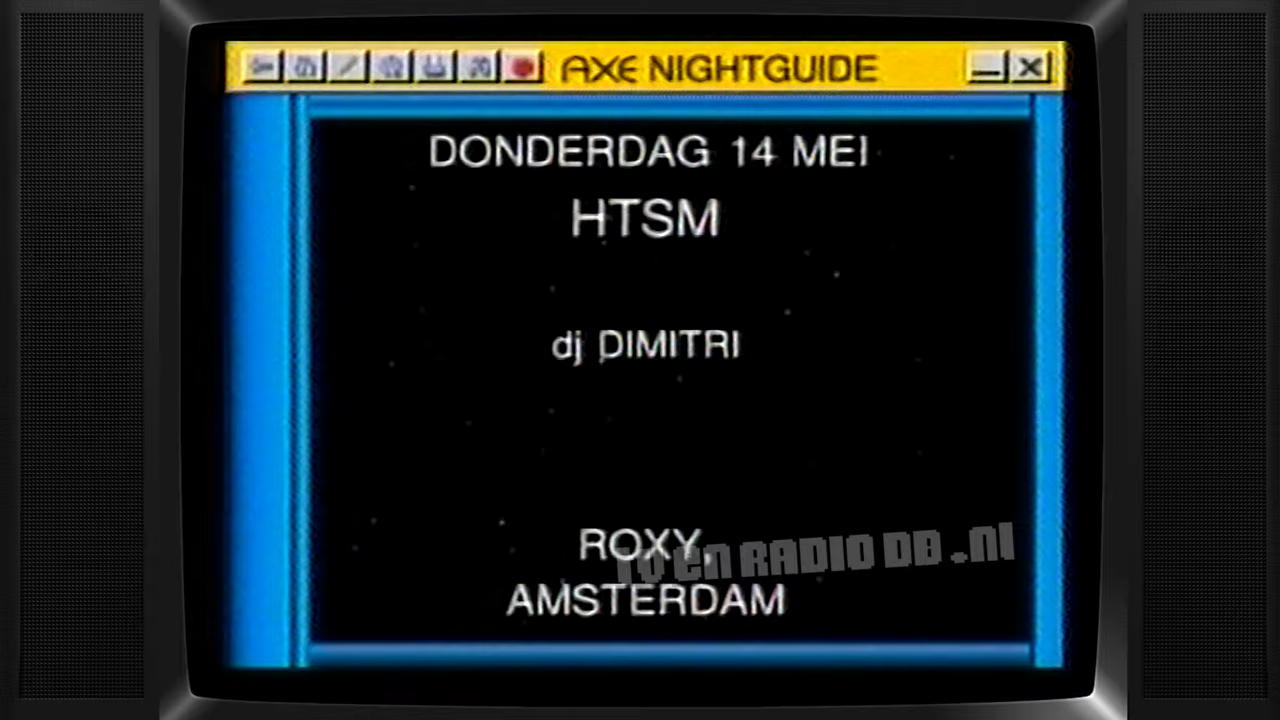 AXE NIGHTGUIDE
DONDERDAG 14 MEI
HTSM
dj DIMITRI
ROXY,
AMSTERDAM
TV en RADIO DB .nl